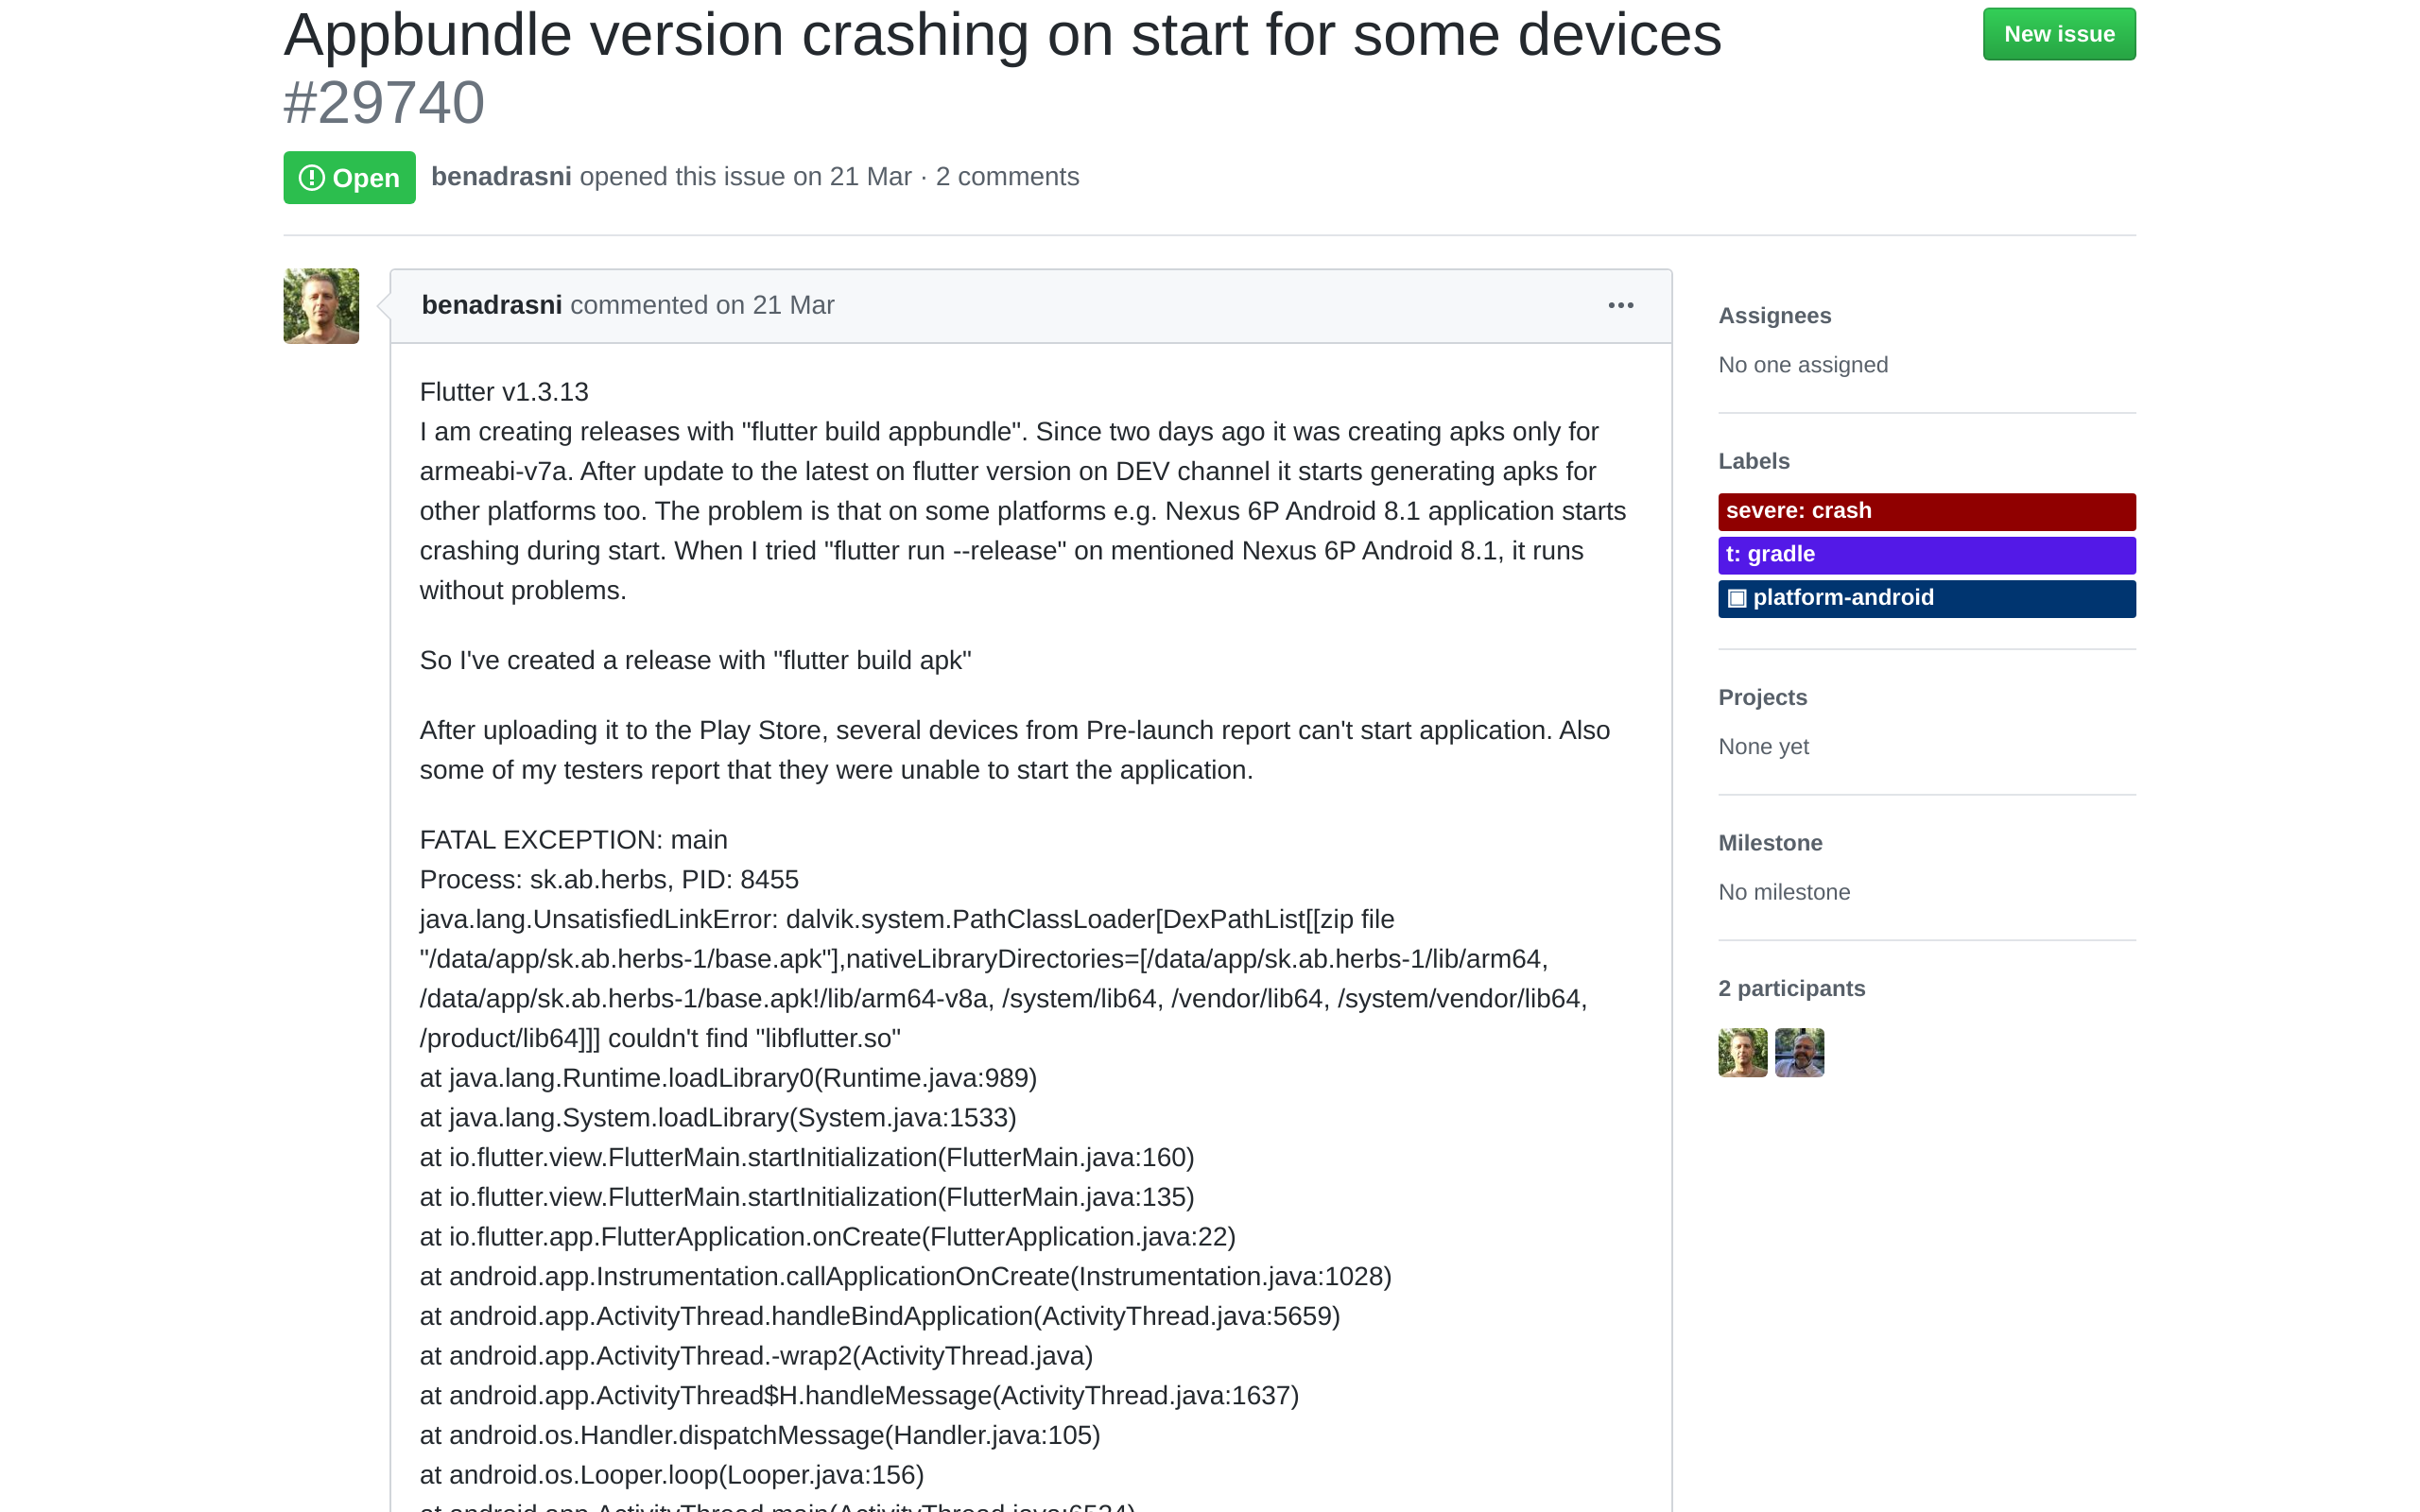 Appbundle version crashing on start for some devices
#29740
New issue
Open benadrasni opened this issue on 21 Mar · 2 comments
benadrasni commented on 21 Mar
Flutter v1.3.13
I am creating releases with "flutter build appbundle". Since two days ago it was creating apks only for
armeabi-v7a. After update to the latest on flutter version on DEV channel it starts generating apks for
other platforms too. The problem is that on some platforms e.g. Nexus 6P Android 8.1 application starts
crashing during start. When I tried "flutter run --release" on mentioned Nexus 6P Android 8.1, it runs
without problems.
So I've created a release with "flutter build apk"
After uploading it to the Play Store, several devices from Pre-launch report can't start application. Also
some of my testers report that they were unable to start the application.
FATAL EXCEPTION: main
Process: sk.ab.herbs, PID: 8455
java.lang.UnsatisfiedLinkError: dalvik.system.PathClassLoader[DexPathList[[zip file
"/data/app/sk.ab.herbs-1/base.apk"],nativeLibraryDirectories=[/data/app/sk.ab.herbs-1/lib/arm64,
/data/app/sk.ab.herbs-1/base.apk!/lib/arm64-v8a, /system/lib64, /vendor/lib64, /system/vendor/lib64,
/product/lib64]]] couldn't find "libflutter.so"
at java.lang.Runtime.loadLibrary0(Runtime.java:989)
at java.lang.System.loadLibrary(System.java:1533)
at io.flutter.view.FlutterMain.startInitialization(FlutterMain.java:160)
at io.flutter.view.FlutterMain.startInitialization(FlutterMain.java:135)
at io.flutter.app.FlutterApplication.onCreate(FlutterApplication.java:22)
at android.app.Instrumentation.callApplicationOnCreate(Instrumentation.java:1028)
at android.app.ActivityThread.handleBindApplication(ActivityThread.java:5659)
at android.app.ActivityThread.-wrap2(ActivityThread.java)
at android.app.ActivityThread$H.handleMessage(ActivityThread.java:1637)
at android.os.Handler.dispatchMessage(Handler.java:105)
at android.os.Looper.loop(Looper.java:156)
Assignees
No one assigned
Labels
severe: crash
t: gradle
▣ platform-android
Projects
None yet
Milestone
No milestone
2 participants